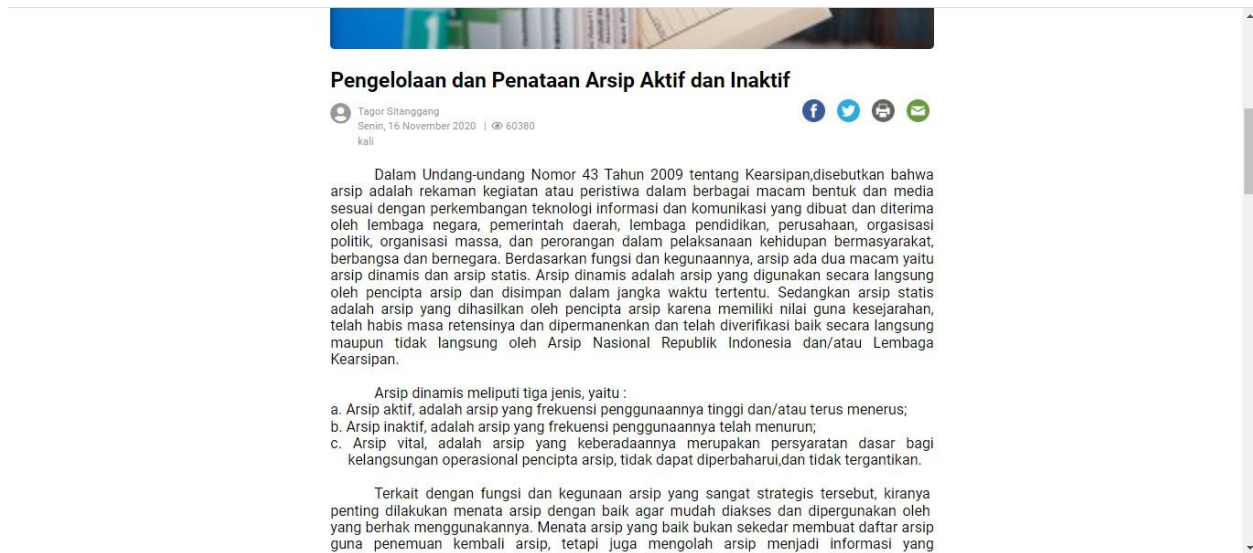 Pengelolaan dan Penataan Arsip Aktif dan Inaktif
Tagor Sitanggang
Senin, 16 November 2020 | 60380
kali
Dalam Undang-undang Nomor 43 Tahun 2009 tentang Kearsipan,disebutkan bahwa
arsip adalah rekaman kegiatan atau peristiwa dalam berbagai macam bentuk dan media
sesuai dengan perkembangan teknologi informasi dan komunikasi yang dibuat dan diterima
oleh lembaga negara, pemerintah daerah, lembaga pendidikan, perusahaan, orgasisasi
politik, organisasi massa, dan perorangan dalam pelaksanaan kehidupan bermasyarakat,
berbangsa dan bernegara. Berdasarkan fungsi dan kegunaannya, arsip ada dua macam yaitu
arsip dinamis dan arsip statis. Arsip dinamis adalah arsip yang digunakan secara langsung
oleh pencipta arsip dan disimpan dalam jangka waktu tertentu. Sedangkan arsip statis
adalah arsip yang dihasilkan oleh pencipta arsip karena memiliki nilai guna kesejarahan,
telah habis masa retensinya dan dipermanenkan dan telah diverifikasi baik secara langsung
maupun tidak langsung oleh Arsip Nasional Republik Indonesia dan/atau Lembaga
Kearsipan.
Arsip dinamis meliputi tiga jenis, yaitu :
a. Arsip aktif, adalah arsip yang frekuensi penggunaannya tinggi dan/atau terus menerus;
b. Arsip inaktif, adalah arsip yang frekuensi penggunaannya telah menurun;
c. Arsip vital, adalah arsip yang keberadaannya merupakan persyaratan dasar bagi
kelangsungan operasional pencipta arsip, tidak dapat diperbaharui,dan tidak tergantikan.
Terkait dengan fungsi dan kegunaan arsip yang sangat strategis tersebut, kiranya
penting dilakukan menata arsip dengan baik agar mudah diakses dan dipergunakan oleh
yang berhak menggunakannya. Menata arsip yang baik bukan sekedar membuat daftar arsip
guna penemuan kembali arsip, tetapi juga mengolah arsip menjadi informasi yang